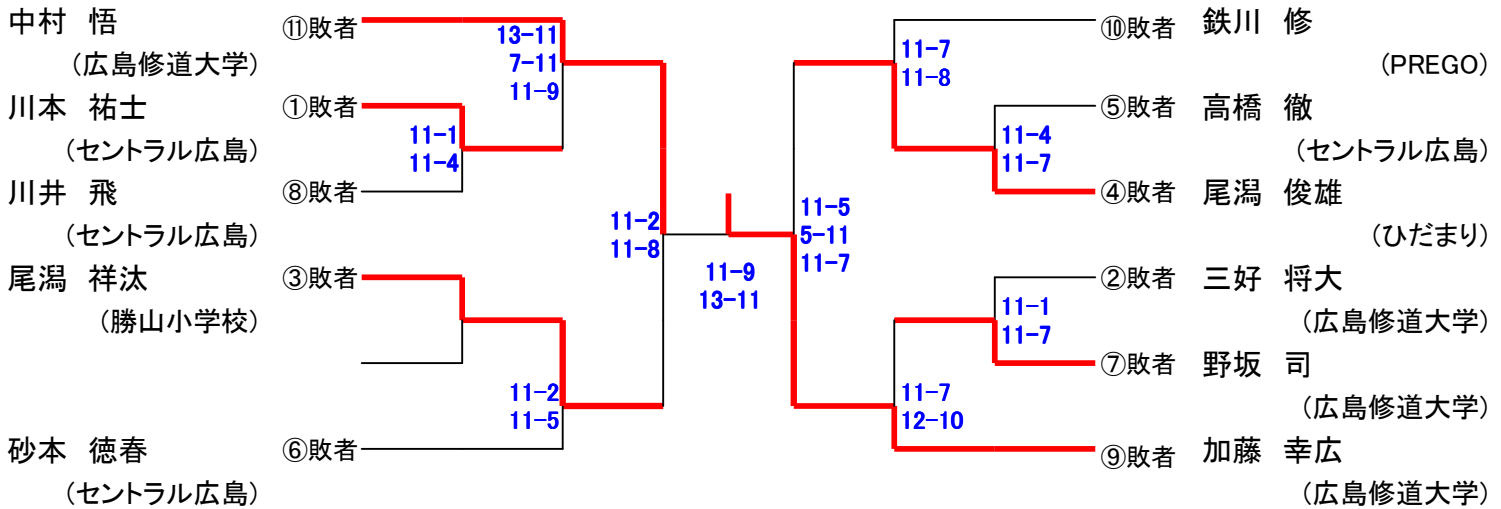 中村 悟 ⑪敗者
(広島修道大学)
川本 祐士 ①敗者
(セントラル広島)
川井 飛 ⑧敗者
(セントラル広島)
尾潟 祥汰 ③敗者
(勝山小学校)
砂本 徳春 ⑥敗者
(セントラル広島)
13-11
7-11
11-9
11-1
11-4
11-2
11-8
11-2
11-5
11-9
13-11
11-7
11-8
11-4
11-7
11-5
5-11
11-7
11-1
11-7
11-7
12-10
⑩敗者 鉄川 修
(PREGO)
⑤敗者 高橋 徹
(セントラル広島)
④敗者 尾潟 俊雄
(ひだまり)
②敗者 三好 将大
(広島修道大学)
⑦敗者 野坂 司
(広島修道大学)
⑨敗者 加藤 幸広
(広島修道大学)